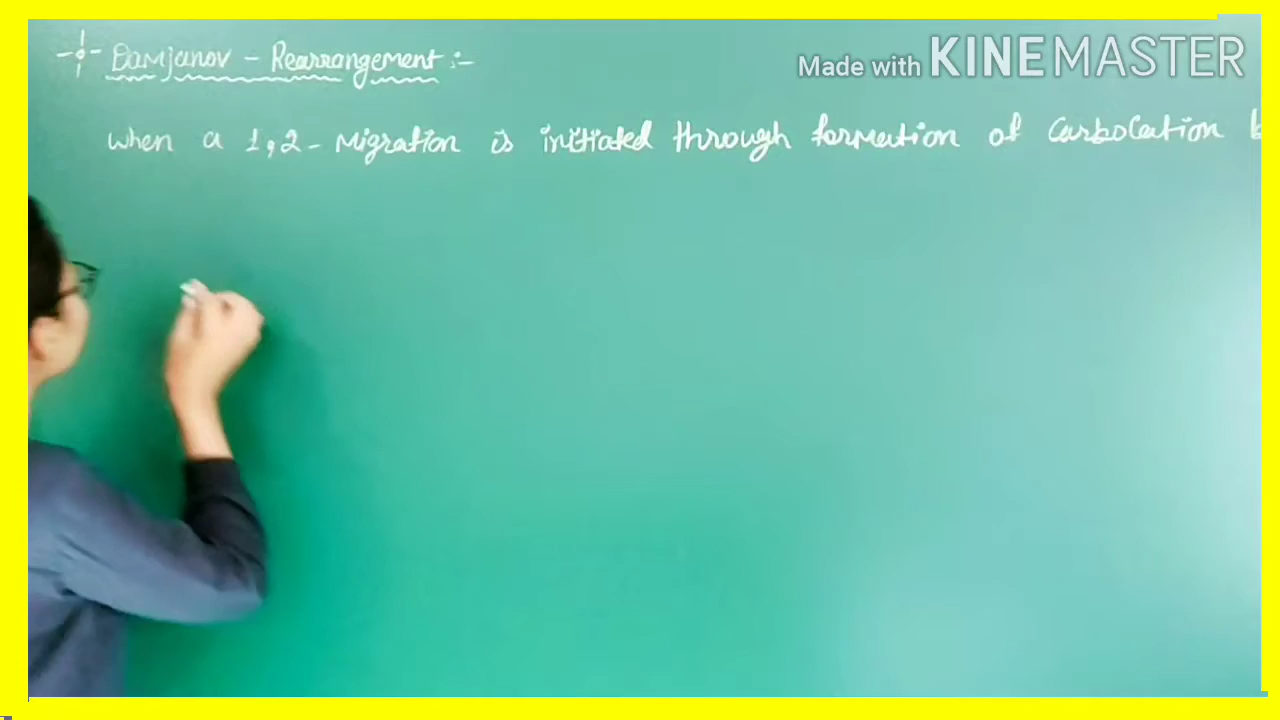 Damjanov - Rearrangement :-
Made with KINEMASTER
when a 1,2 - Migration is initiated through formation of Carbocation